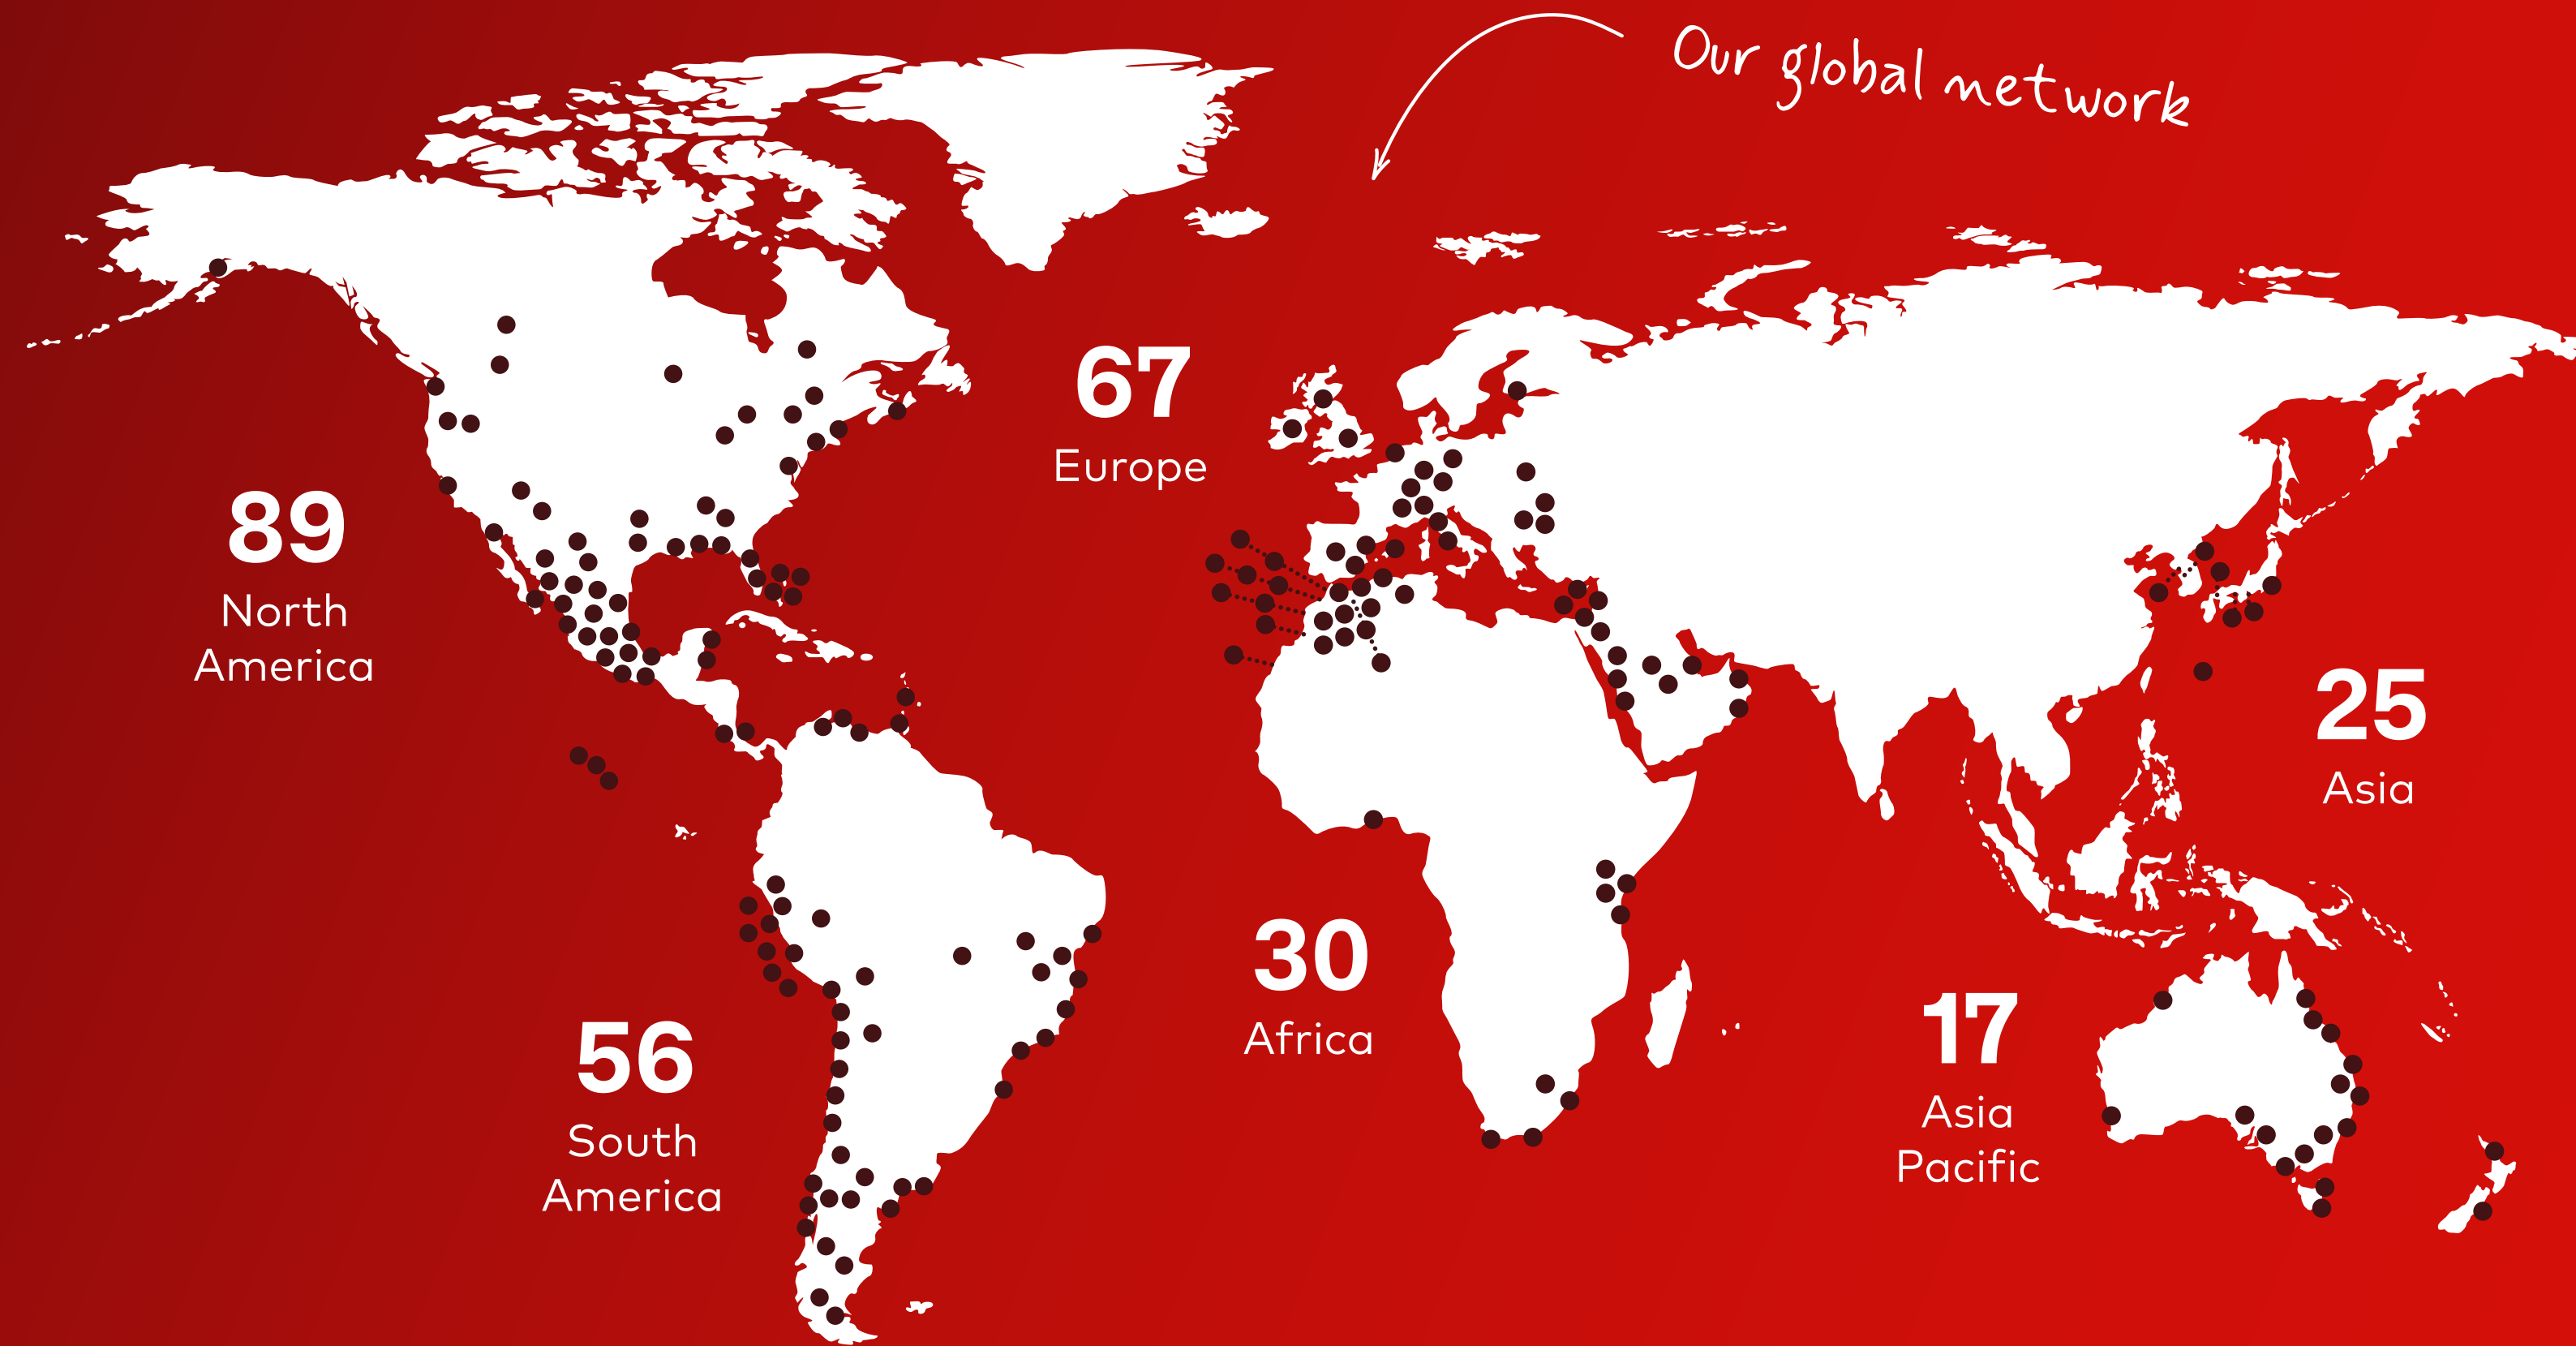 Our global network
67
Europe
89
North
America
25
Asia
30
Africa
17
Asia
Pacific
56
South
America